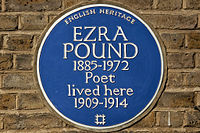 ENGLISH HERITAGE
EZRA
POUND
1885-1972
Poet
lived here
1909-1914